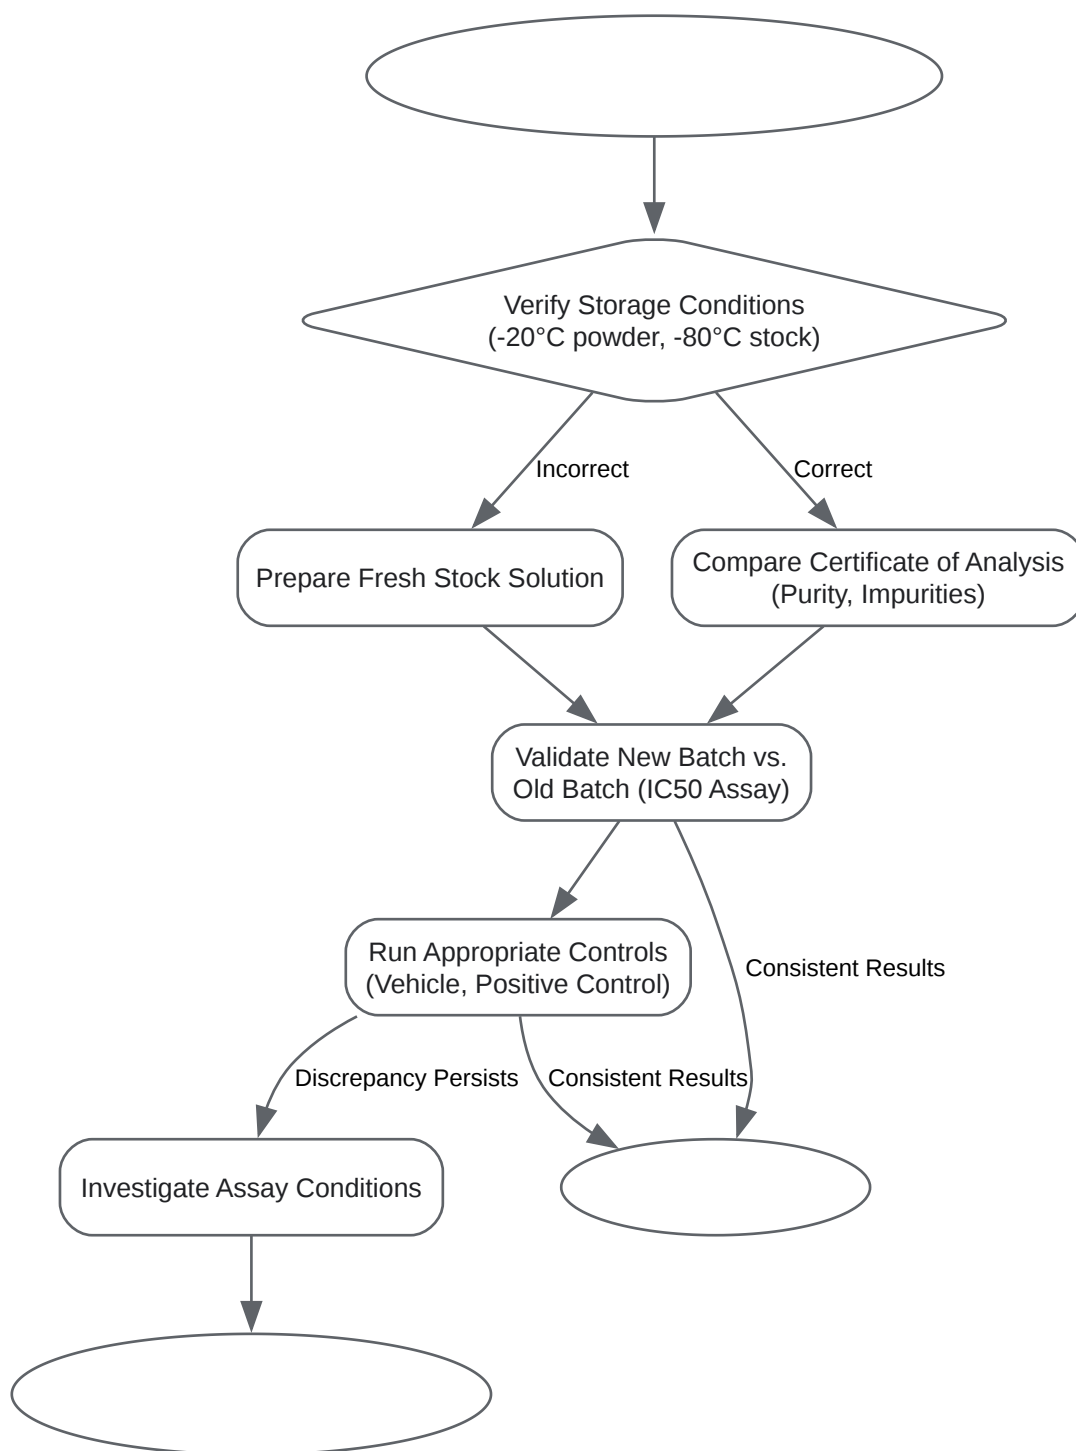 Verify Storage Conditions
(-20°C powder, -80°C stock)
Incorrect
Correct
Prepare Fresh Stock Solution
Compare Certificate of Analysis
(Purity, Impurities)
Validate New Batch vs.
Old Batch (IC50 Assay)
Run Appropriate Controls
(Vehicle, Positive Control)
Consistent Results
Discrepancy Persists
Consistent Results
Investigate Assay Conditions